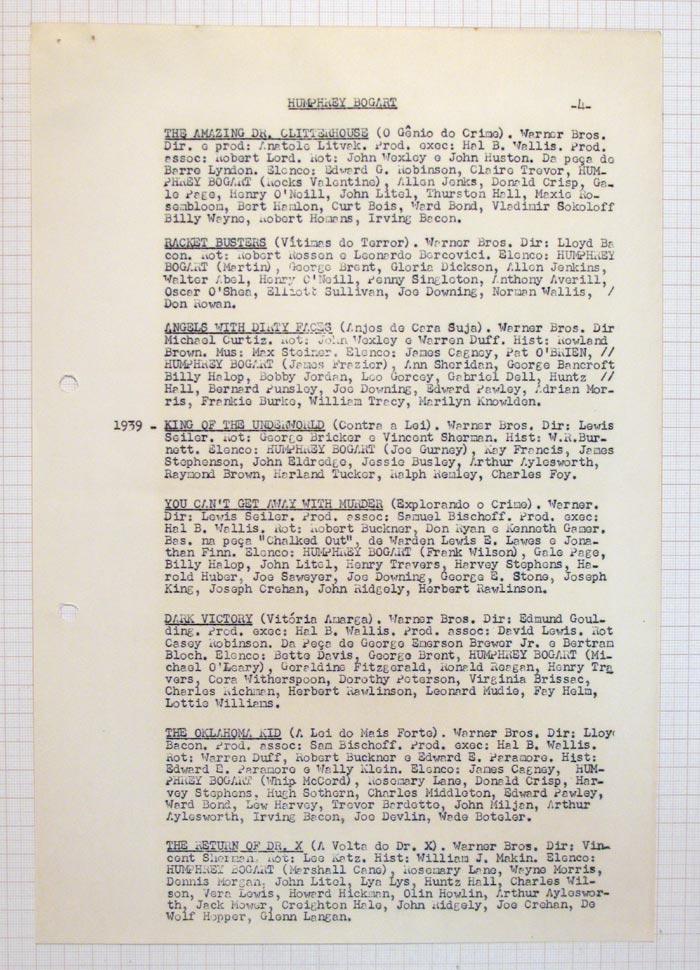 HUMPHREY BOGART -4-
THE AMAZING DR. CLITTERHOUSE (O Gênio do Crime). Warner Bros.
Dir. e prod: Anatole Litvak. Prod. exec: Hal B. Wallis. Prod.
assoc: Robert Lord. Rot: John Wexley e John Huston. Da peça de
Barre Lyndon. Elenco: Edward G. Robinson, Claire Trevor, HUM-
PHREY BOGART (Rocks Valentine), Allen Jenks, Donald Crisp, Ga-
le Page, Henry O'Neill, John Litel, Thurston Hall, Maxie Ro-
sembloom, Bert Hamlon, Curt Bois, Ward Bond, Vladimir Sokoloff
Billy Wayne, Robert Homans, Irving Bacon.
RACKET BUSTERS (Vítimas do Terror). Warner Bros. Dir: Lloyd Ba
con. Rot: Robert Rossen e Leonardo Bercovici. Elenco: HUMPHREY
BOGART (Martin), George Brent, Gloria Dickson, Allen Jenkins,
Walter Abel, Henry O'Neill, Penny Singleton, Anthony Averill,
Oscar O'Shea, Elliott Sullivan, Joe Downing, Norman Wallis, /
Don Rowan.
ANGELS WITH DIRTY FACES (Anjos de Cara Suja). Warner Bros. Dir
Michael Curtiz. Rot: John Wexley e Warren Duff. Hist: Rowland
Brown. Mus: Max Steiner. Elenco: James Cagney, Pat O'BRIEN, //
HUMPHREY BOGART (James Frazier), Ann Sheridan, George Bancroft
Billy Halop, Bobby Jordan, Leo Gorcey, Gabriel Dell, Huntz //
Hall, Bernard Punsley, Joe Downing, Edward Pawley, Adrian Mor-
ris, Frankie Burke, William Tracy, Marilyn Knowlden.
1939 - KING OF THE UNDERWORLD (Contra a Lei). Warner Bros. Dir: Lewis
Seiler. Rot: George Bricker e Vincent Sherman. Hist: W.R.Bur-
nett. Elenco: HUMPHREY BOGART (Joe Gurney), Kay Francis, James
Stephenson, John Eldredge, Jessie Busley, Arthur Aylesworth,
Raymond Brown, Harland Tucker, Ralph Remley, Charles Foy.
YOU CAN'T GET AWAY WITH MURDER (Explorando o Crime). Warner.
Dir: Lewis Seiler. Prod. assoc: Samuel Bischoff. Prod. exec:
Hal B. Wallis. Rot: Robert Buckner, Don Ryan e Kenneth Gamer.
Bas. na peça "Chalked Out", de Warden Lewis E. Lawes e Jona-
than Finn. Elenco: HUMPHREY BOGART (Frank Wilson), Gale Page,
Billy Halop, John Litel, Henry Travers, Harvey Stephens, Ha-
rold Huber, Joe Saweyer, Joe Downing, George E. Stone, Joseph
King, Joseph Crehan, John Ridgely, Herbert Rawlinson.
DARK VICTORY (Vitória Amarga). Warner Bros. Dir: Edmund Goul-
ding. Prod. exec: Hal B. Wallis. Prod. assoc: David Lewis. Rot
Casey Robinson. Da Peça de George Emerson Brewer Jr. e Bertram
Bloch. Elenco: Bette Davis, George Brent, HUMPHREY BOGART (Mi-
chael O'Leary), Geraldine Fitzgerald, Ronald Reagan, Henry Tra
vers, Cora Witherspoon, Dorothy Peterson, Virginia Brissac,
Charles Richman, Herbert Rawlinson, Leonard Mudie, Fay Helm,
Lottie Williams.
THE OKLAHOMA KID (A Lei do Mais Forte). Warner Bros. Dir: Lloyd
Bacon. Prod. assoc: Sam Bischoff. Prod. exec: Hal B. Wallis.
Rot: Warren Duff, Robert Buckner e Edward E. Paramore. Hist:
Edward E. Paramore e Wally Klein. Elenco: James Cagney, HUM-
PHREY BOGART (Whip McCord), Rosemary Lane, Donald Crisp, Har-
vey Stephens, Hugh Sothern, Charles Middleton, Edward Pawley,
Ward Bond, Lew Harvey, Trevor Bardette, John Miljan, Arthur
Aylesworth, Irving Bacon, Joe Devlin, Wade Boteler.
THE RETURN OF DR. X (A Volta do Dr. X). Warner Bros. Dir: Vin-
cent Sherman. Rot: Lee Katz. Hist: William J. Makin. Elenco:
HUMPHREY BOGART (Marshall Cane), Rosemary Lane, Wayne Morris,
Dennis Morgan, John Litel, Lya Lys, Huntz Hall, Charles Wil-
son, Vera Lewis, Howard Hickman, Olin Howlin, Arthur Ayleswor-
th, Jack Mower, Creighton Hale, John Ridgely, Joe Crehan, De
Wolf Hopper, Glenn Langan.